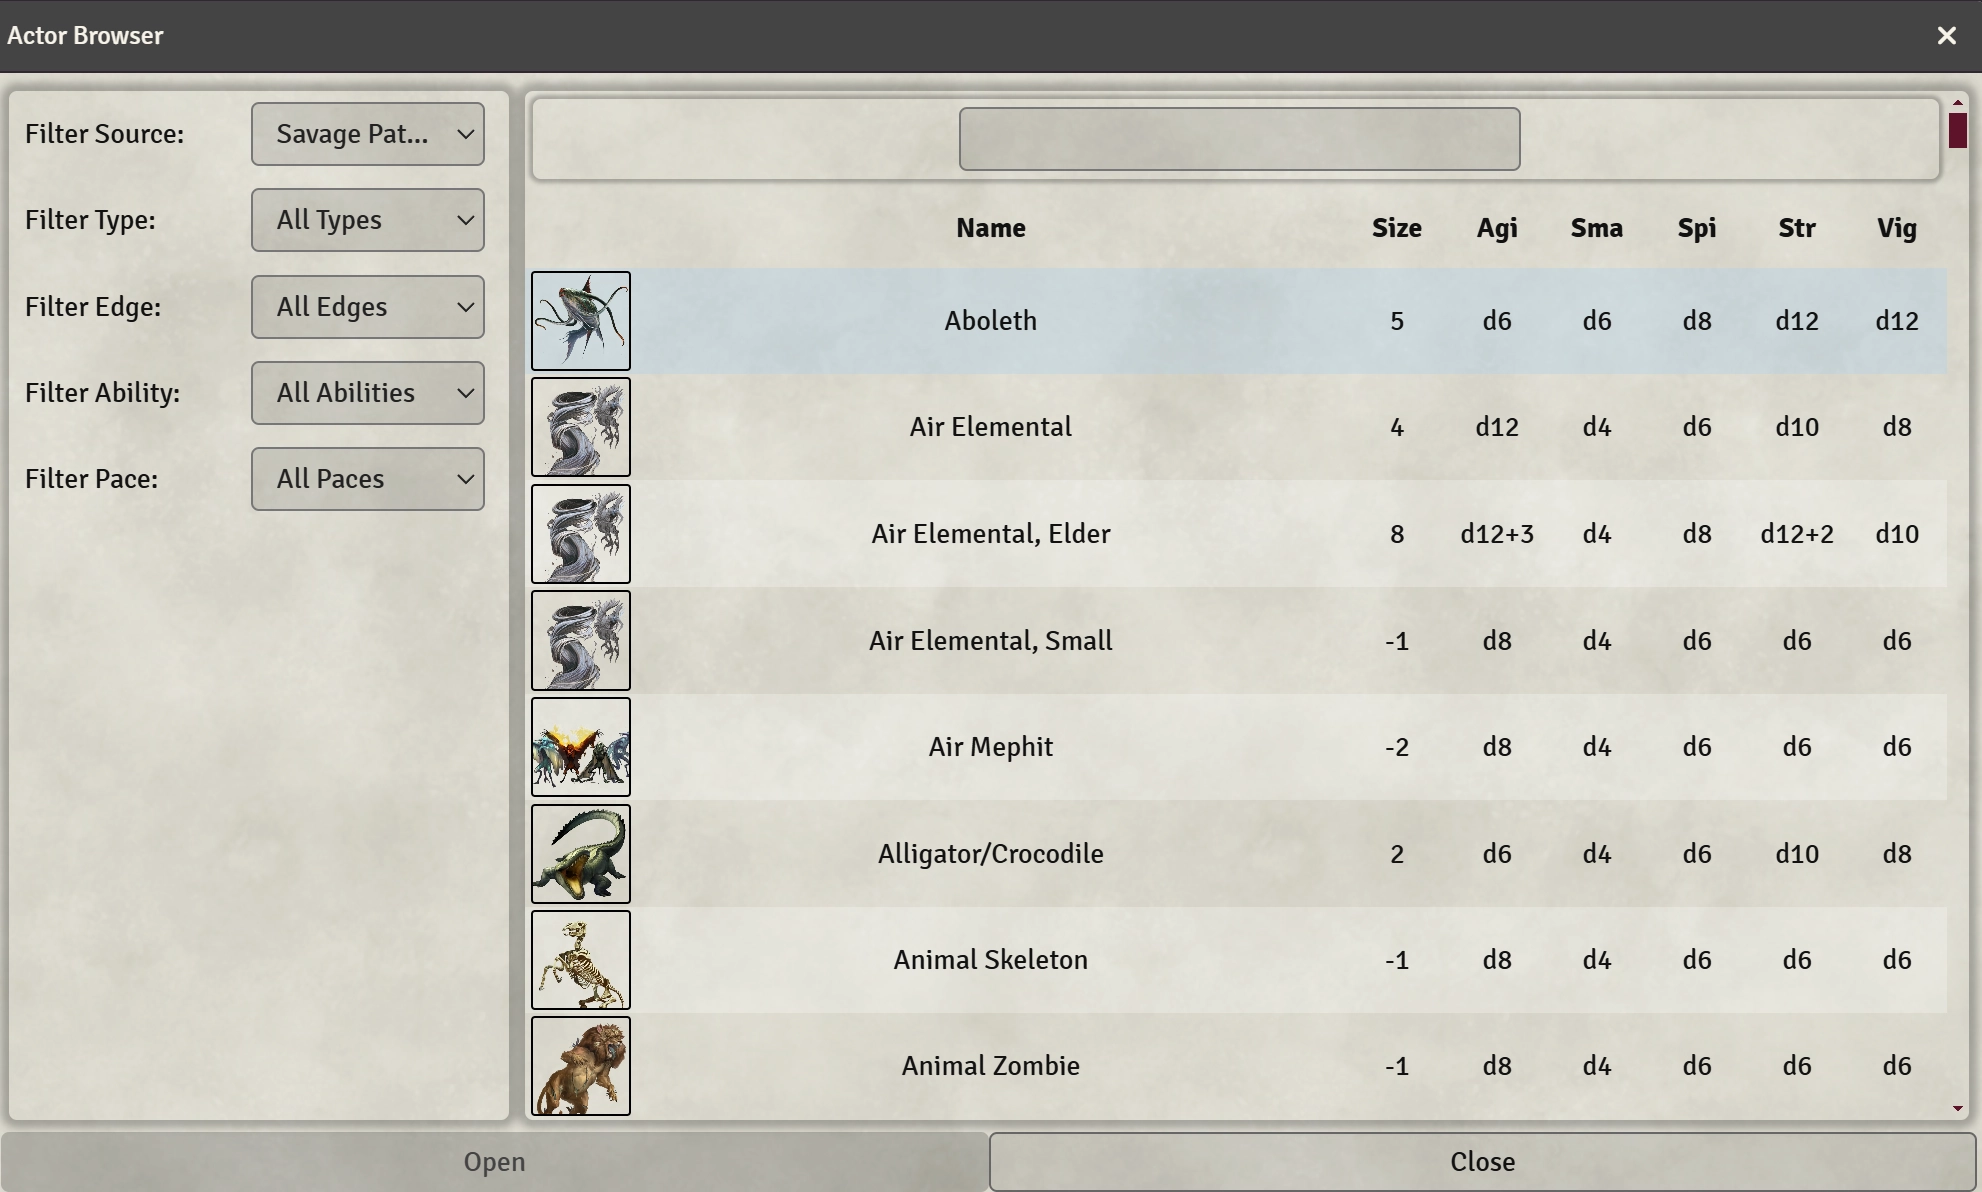 Actor Browser
Filter Source: Savage Pat...
Filter Type: All Types
Filter Edge: All Edges
Filter Ability: All Abilities
Filter Pace: All Paces
Name Size Agi Sma Spi Str Vig
Aboleth 5 d6 d6 d8 d12 d12
Air Elemental 4 d12 d4 d6 d10 d8
Air Elemental, Elder 8 d12+3 d4 d8 d12+2 d10
Air Elemental, Small -1 d8 d4 d6 d6 d6
Air Mephit -2 d8 d4 d6 d6 d6
Alligator/Crocodile 2 d6 d4 d6 d10 d8
Animal Skeleton -1 d8 d4 d6 d6 d6
Animal Zombie -1 d8 d4 d6 d6 d6
Open Close